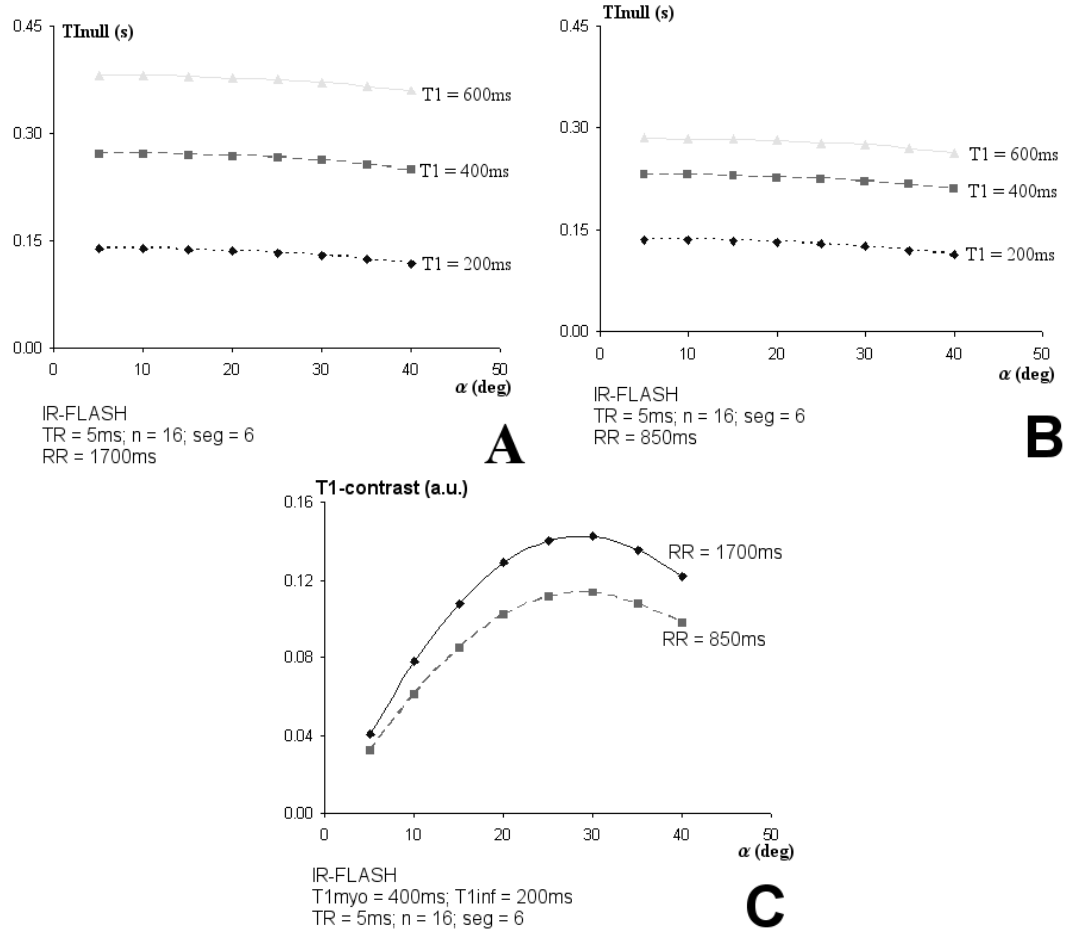 0.45
TInull (s)
T1 = 600ms
0.30
T1 = 400ms
0.15
T1 = 200ms
0.00
0 10 20 30 40 50
α (deg)
IR-FLASH
TR = 5ms; n = 16; seg = 6
RR = 1700ms
A
0.45
TInull (s)
0.30
T1 = 600ms
T1 = 400ms
0.15
T1 = 200ms
0.00
0 10 20 30 40 50
α (deg)
IR-FLASH
TR = 5ms; n = 16; seg = 6
RR = 850ms
B
T1-contrast (a.u.)
0.16
RR = 1700ms
0.12
RR = 850ms
0.08
0.04
0.00
0 10 20 30 40 50
α (deg)
IR-FLASH
T1myo = 400ms; T1inf = 200ms
TR = 5ms; n = 16; seg = 6
C